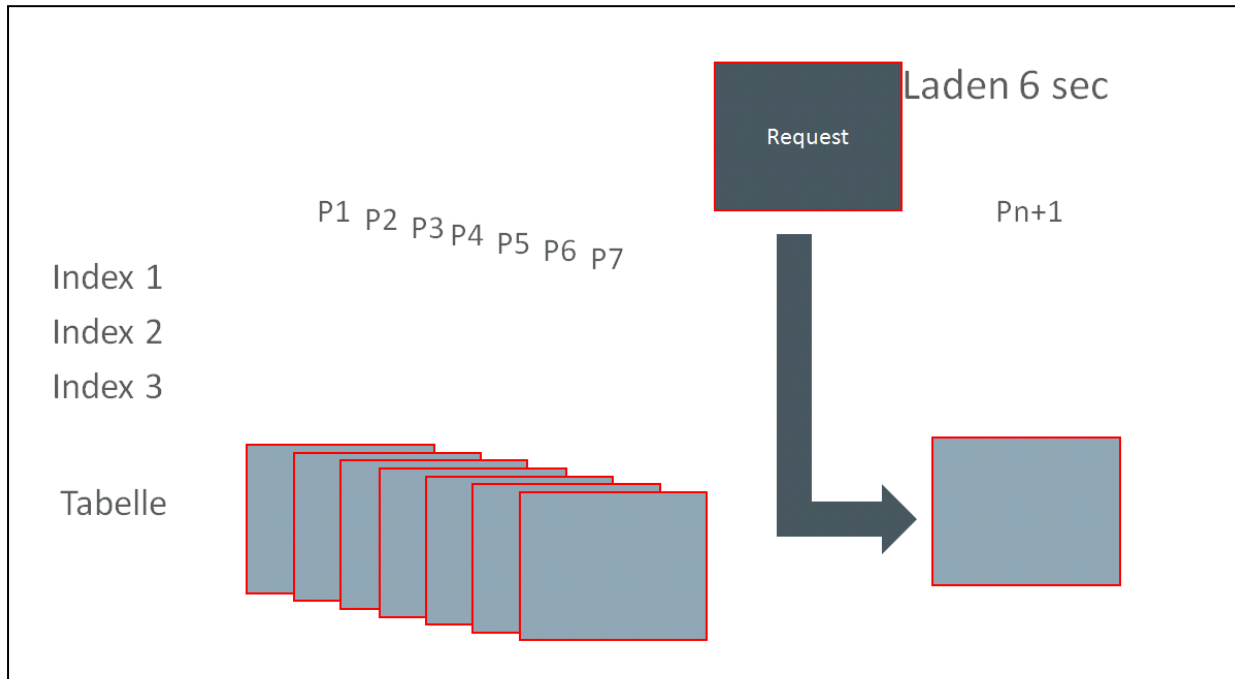 Laden 6 sec
Request
P1 P2 P3 P4 P5 P6 P7
Pn+1
Index 1
Index 2
Index 3
Tabelle